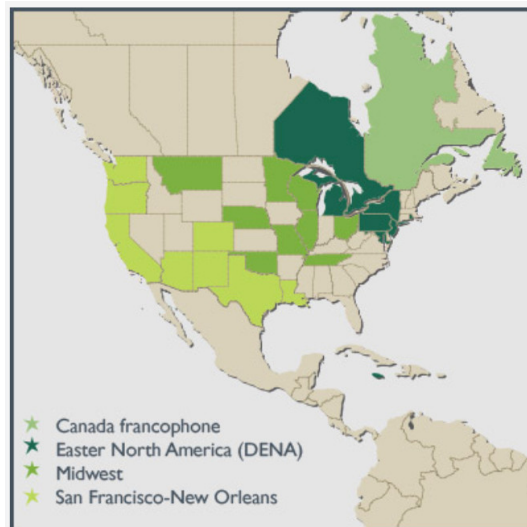 Canada francophone
Easter North America (DENA)
Midwest
San Francisco-New Orleans